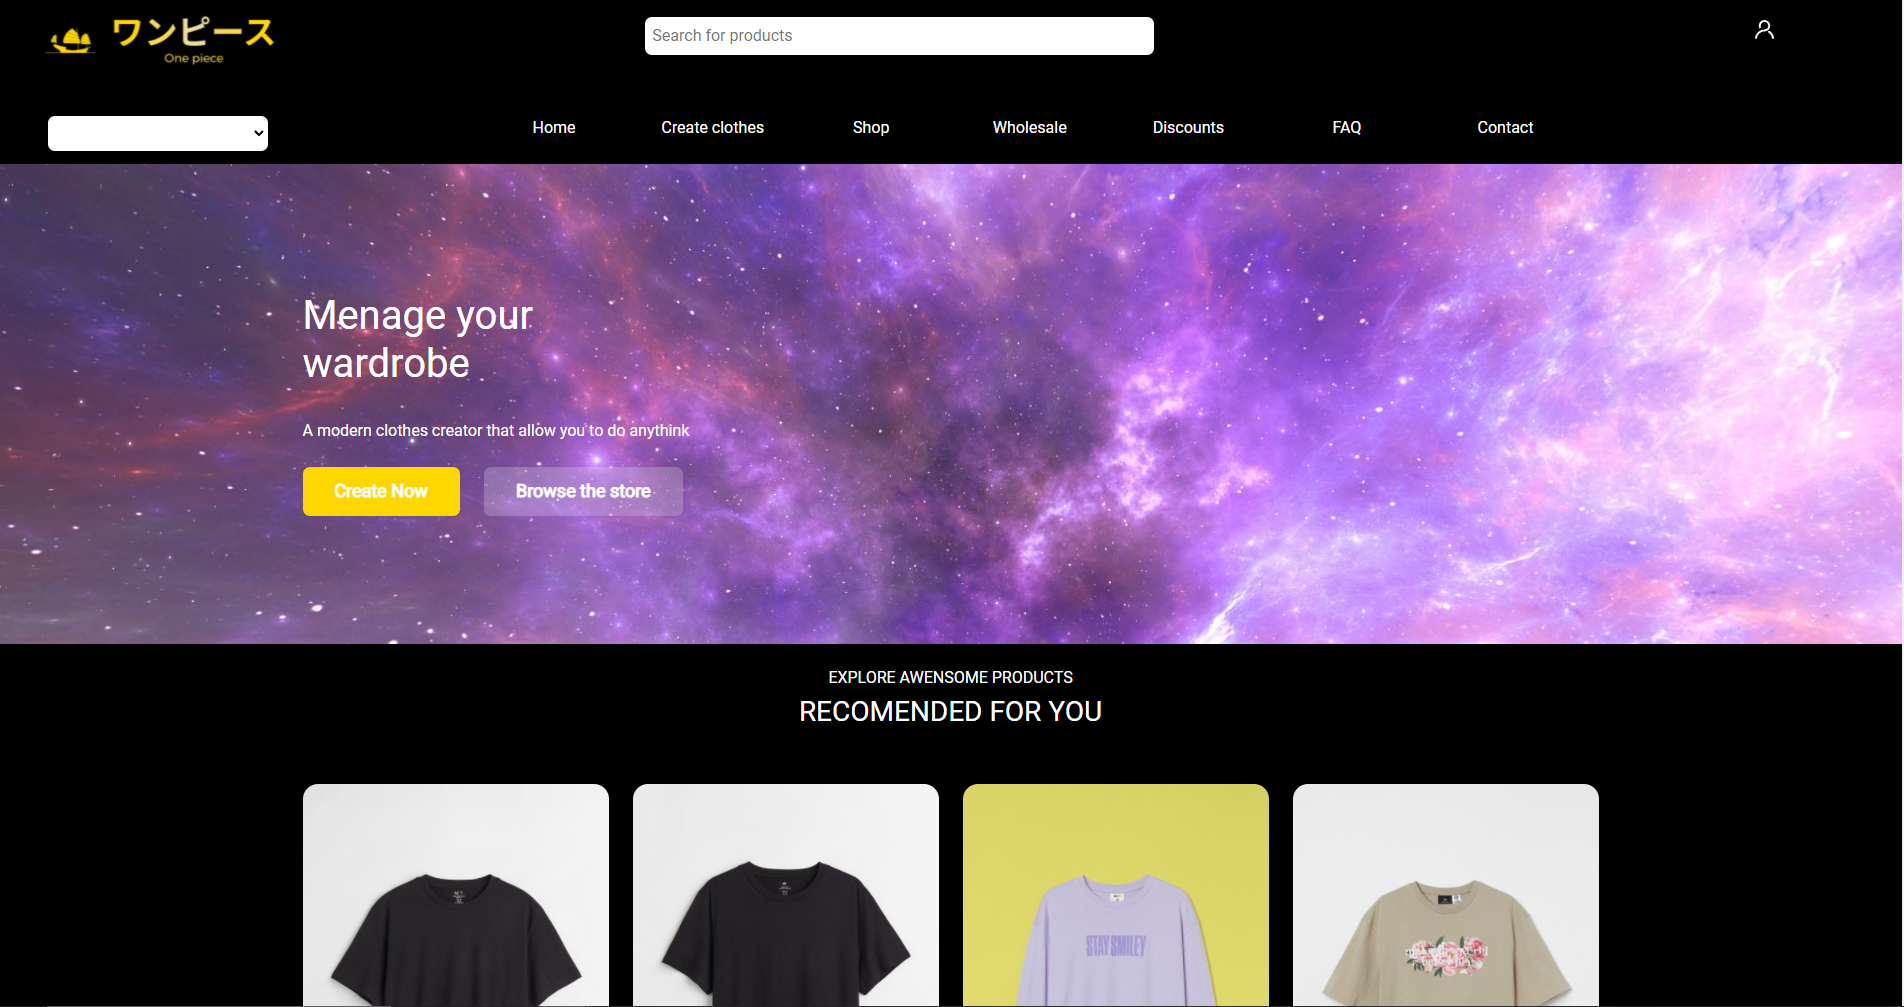 ワンピース
One piece
Search for products
Home Create clothes Shop Wholesale Discounts FAQ Contact
Menage your
wardrobe
A modern clothes creator that allow you to do anythink
Create Now Browse the store
EXPLORE AWENSOME PRODUCTS
RECOMENDED FOR YOU
STAY SMILEY